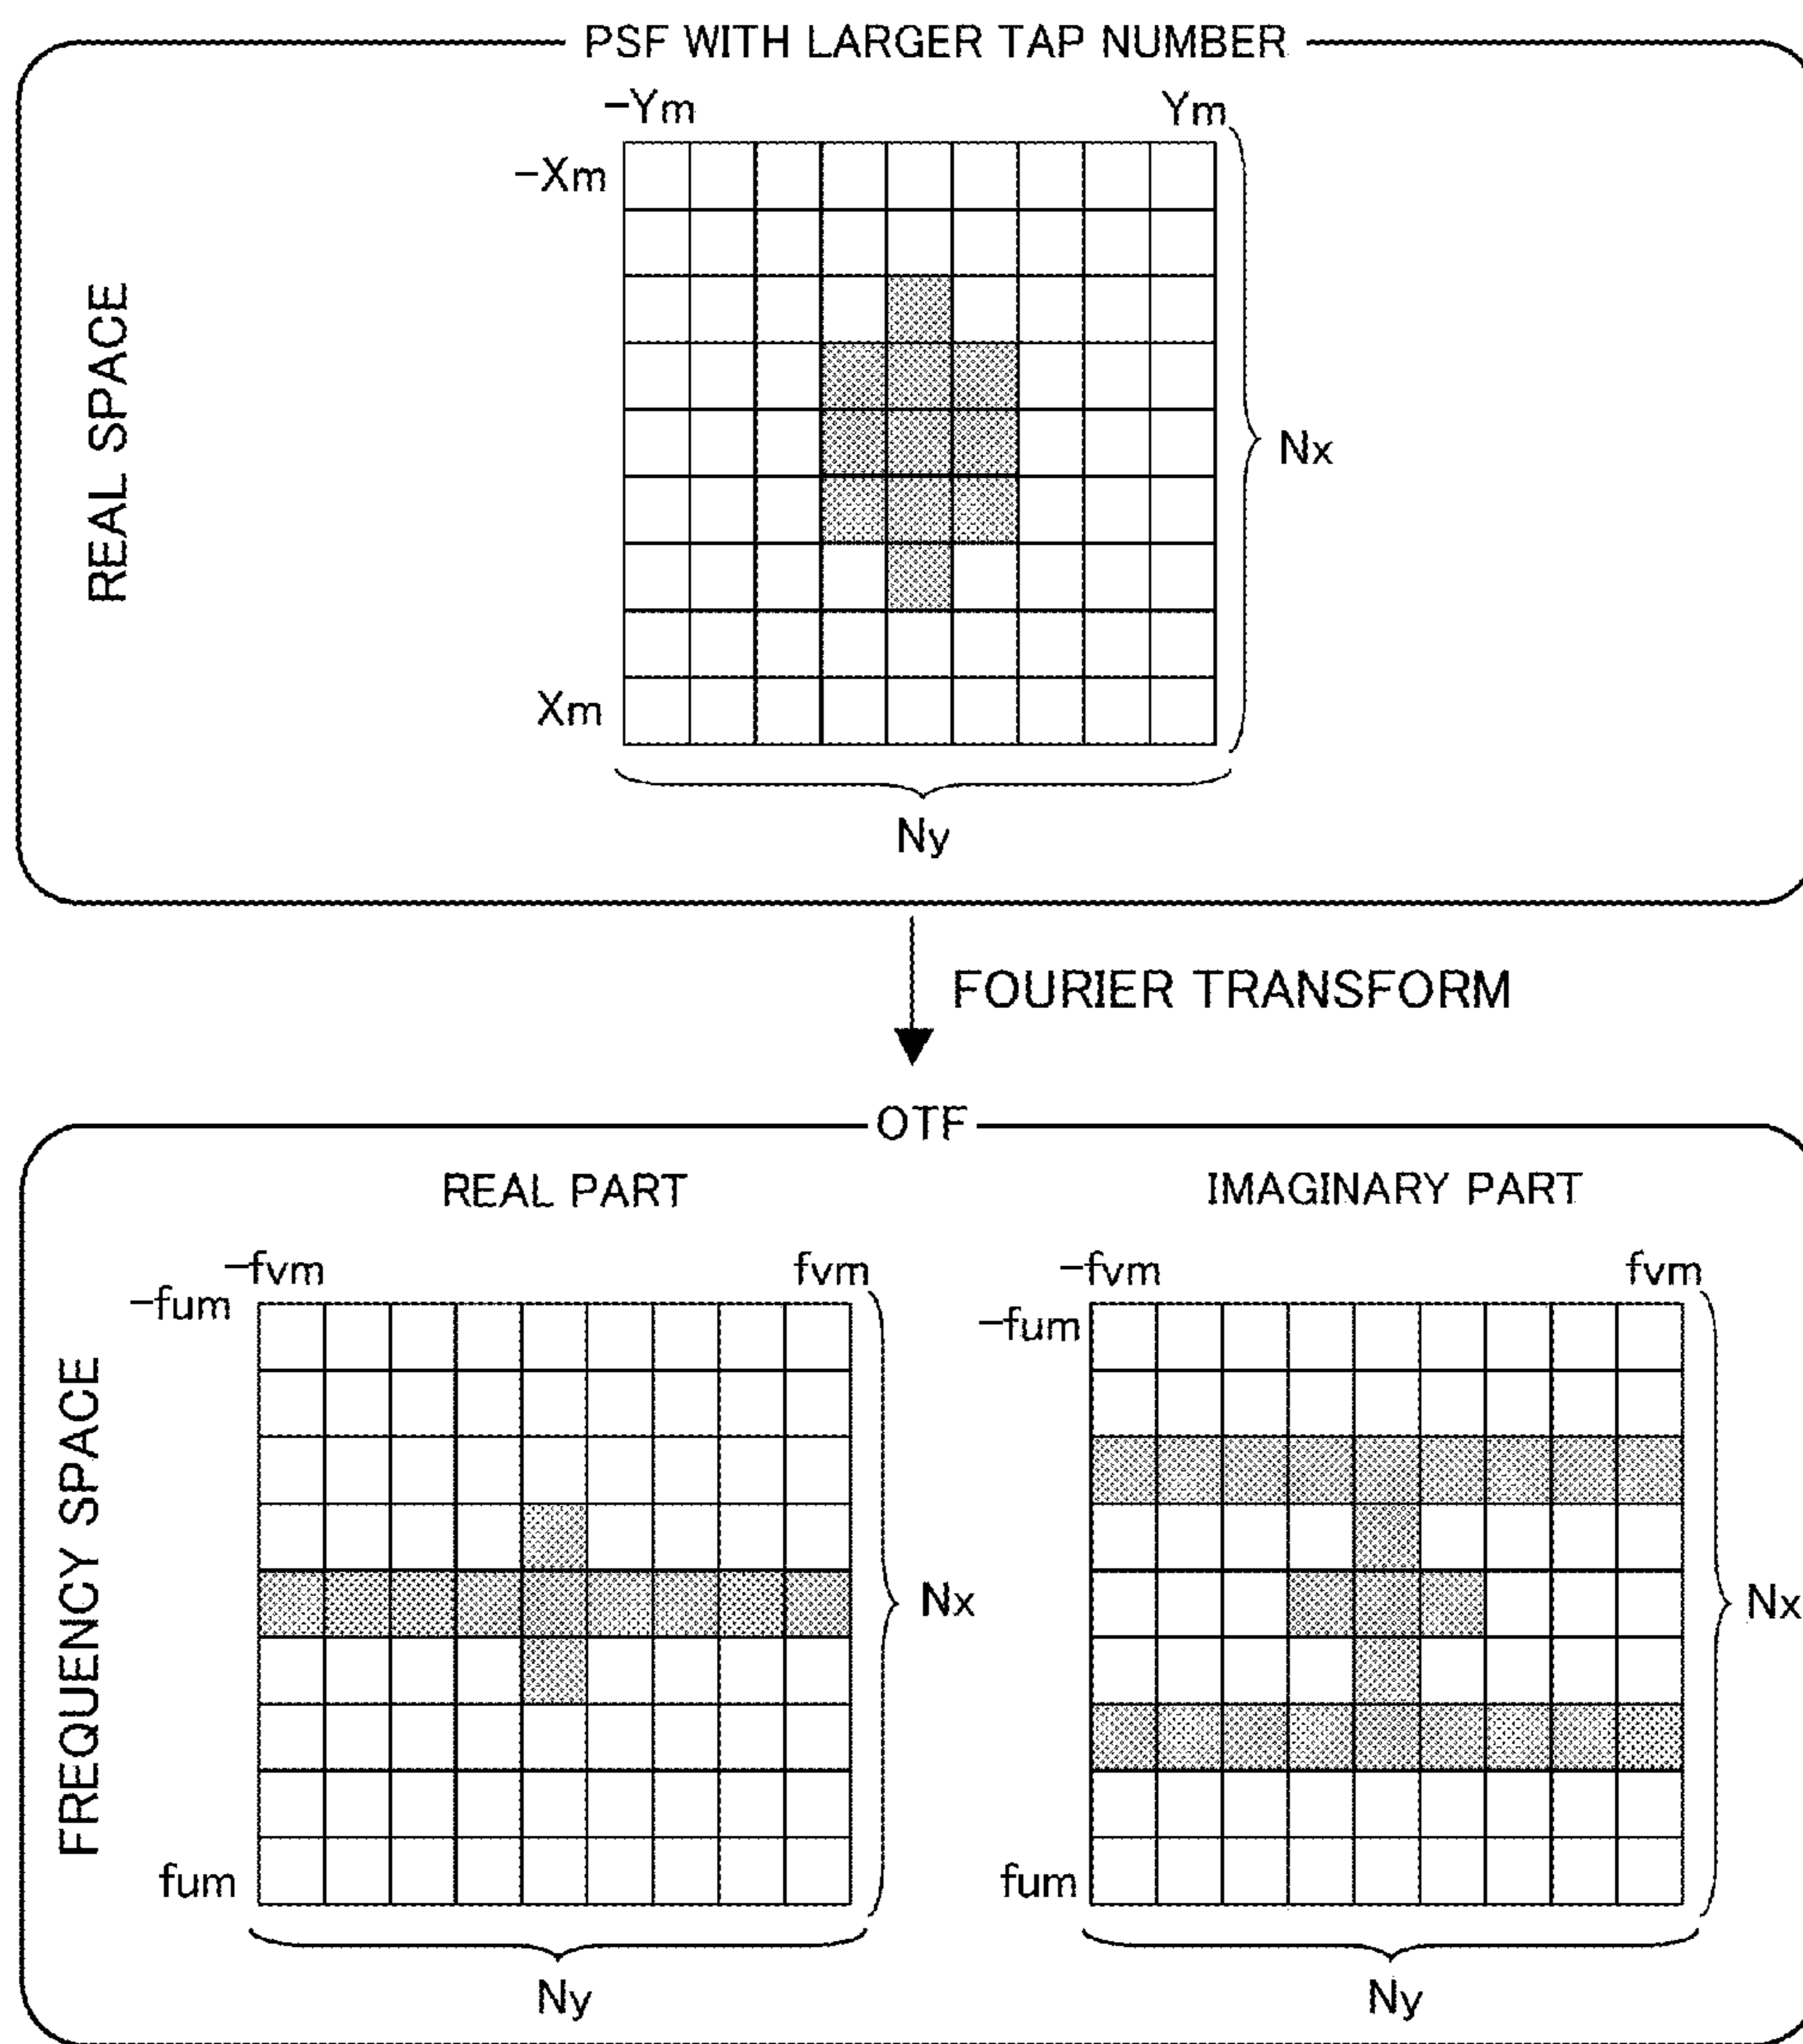 PSF WITH LARGER TAP NUMBER
-Ym
Ym
-Xm
REAL SPACE
Nx
Xm
Ny
FOURIER TRANSFORM
OTF
REAL PART
IMAGINARY PART
-fvm
fvm
-fvm
fvm
-fum
-fum
FREQUENCY SPACE
Nx
Nx
fum
fum
Ny
Ny